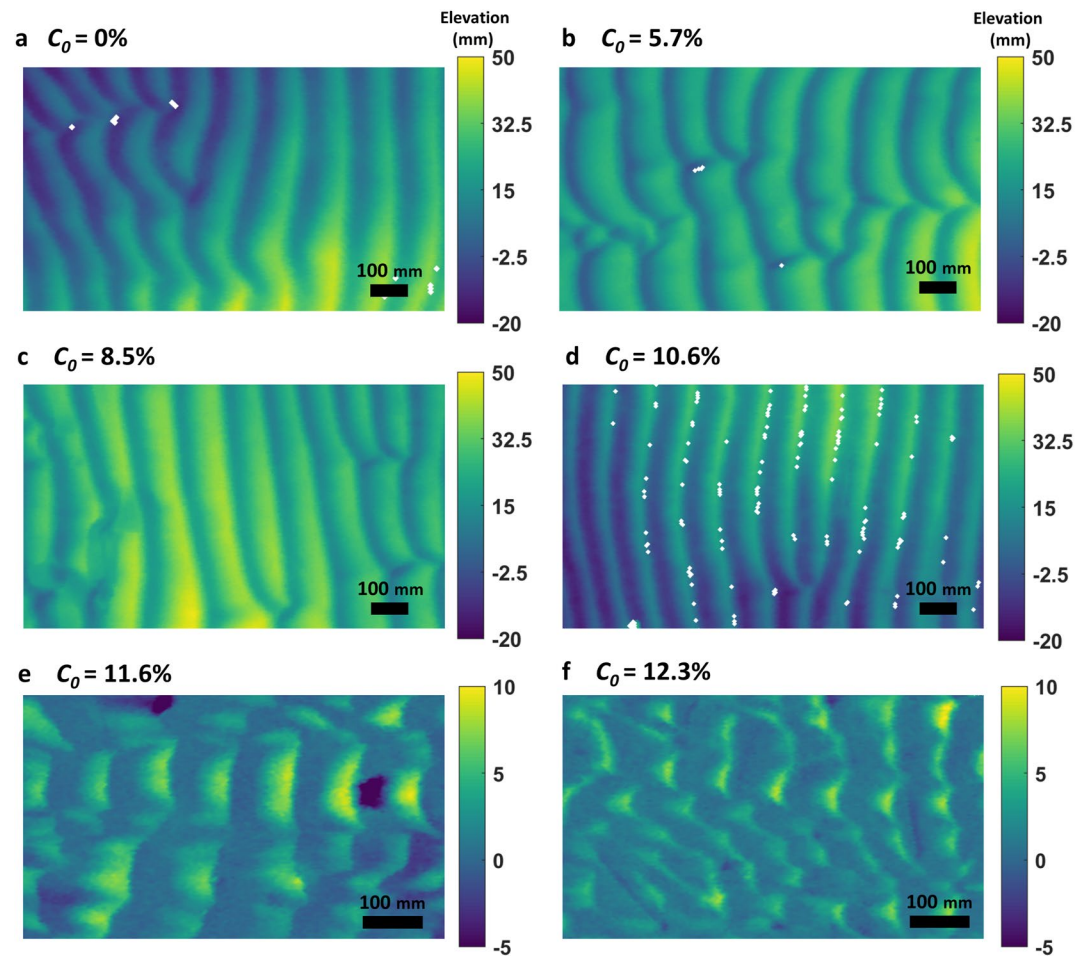 a C₀ = 0%
Elevation
(mm)
50
32.5
15
-2.5
-20
100 mm
b C₀ = 5.7%
Elevation
(mm)
50
32.5
15
-2.5
-20
100 mm
c C₀ = 8.5%
50
32.5
15
-2.5
-20
100 mm
d C₀ = 10.6%
50
32.5
15
-2.5
-20
100 mm
e C₀ = 11.6%
10
5
0
-5
100 mm
f C₀ = 12.3%
10
5
0
-5
100 mm